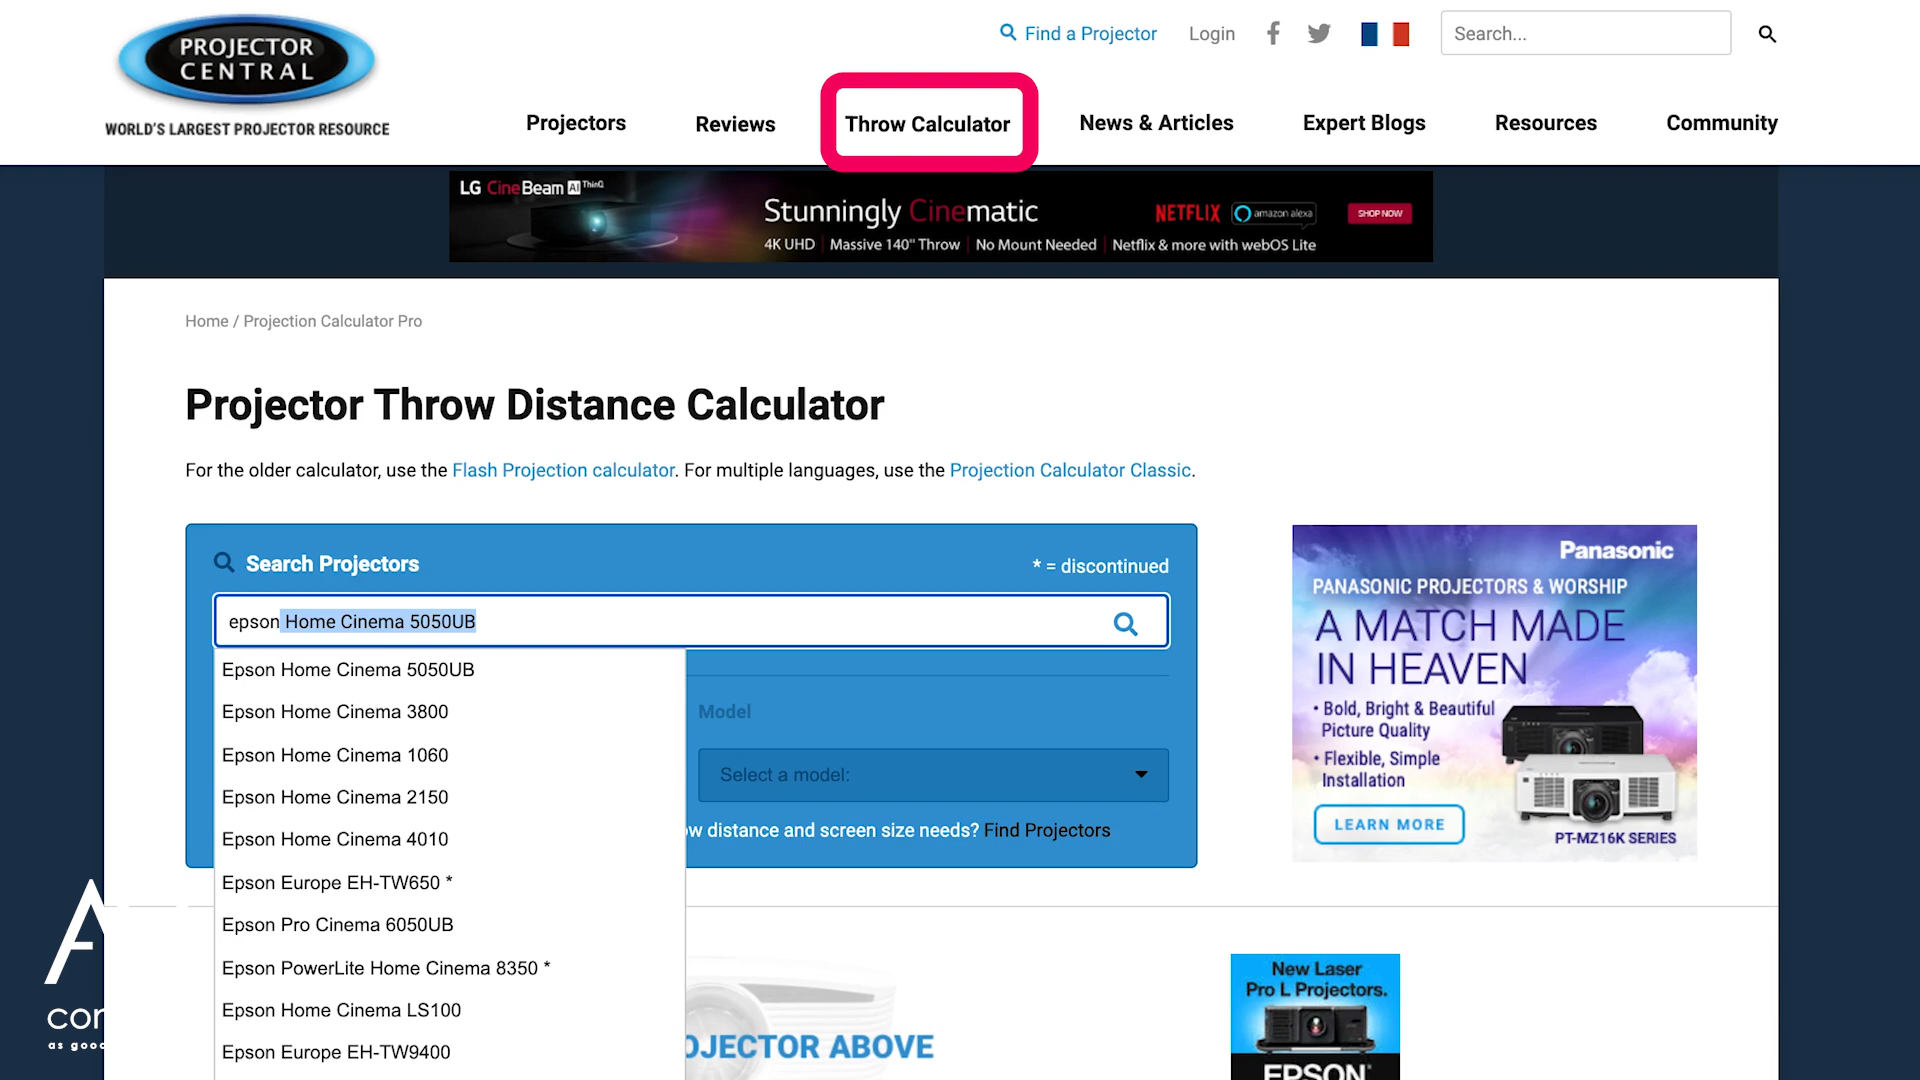 PROJECTOR
CENTRAL
WORLD'S LARGEST PROJECTOR RESOURCE
Find a Projector
Login
Search...
Projectors
Reviews
Throw Calculator
News & Articles
Expert Blogs
Resources
Community
LG CineBeam AI ThinQ
Stunningly Cinematic
4K UHD | Massive 140" Throw | No Mount Needed | Netflix & more with webOS Lite
NETFLIX
amazon alexa
SHOP NOW
Home / Projection Calculator Pro
Projector Throw Distance Calculator
For the older calculator, use the Flash Projection calculator. For multiple languages, use the Projection Calculator Classic.
Search Projectors
* = discontinued
epson Home Cinema 5050UB
Epson Home Cinema 5050UB
Epson Home Cinema 3800
Epson Home Cinema 1060
Epson Home Cinema 2150
Epson Home Cinema 4010
Epson Europe EH-TW650 *
Epson Pro Cinema 6050UB
Epson PowerLite Home Cinema 8350 *
Epson Home Cinema LS100
Epson Europe EH-TW9400
Model
Select a model:
distance and screen size needs? Find Projectors
ABOVE
Panasonic
PANASONIC PROJECTORS & WORSHIP
A MATCH MADE
IN HEAVEN
• Bold, Bright & Beautiful
Picture Quality
• Flexible, Simple
Installation
LEARN MORE
PT-MZ16K SERIES
New Laser
Pro L Projectors.
EPSON
as good